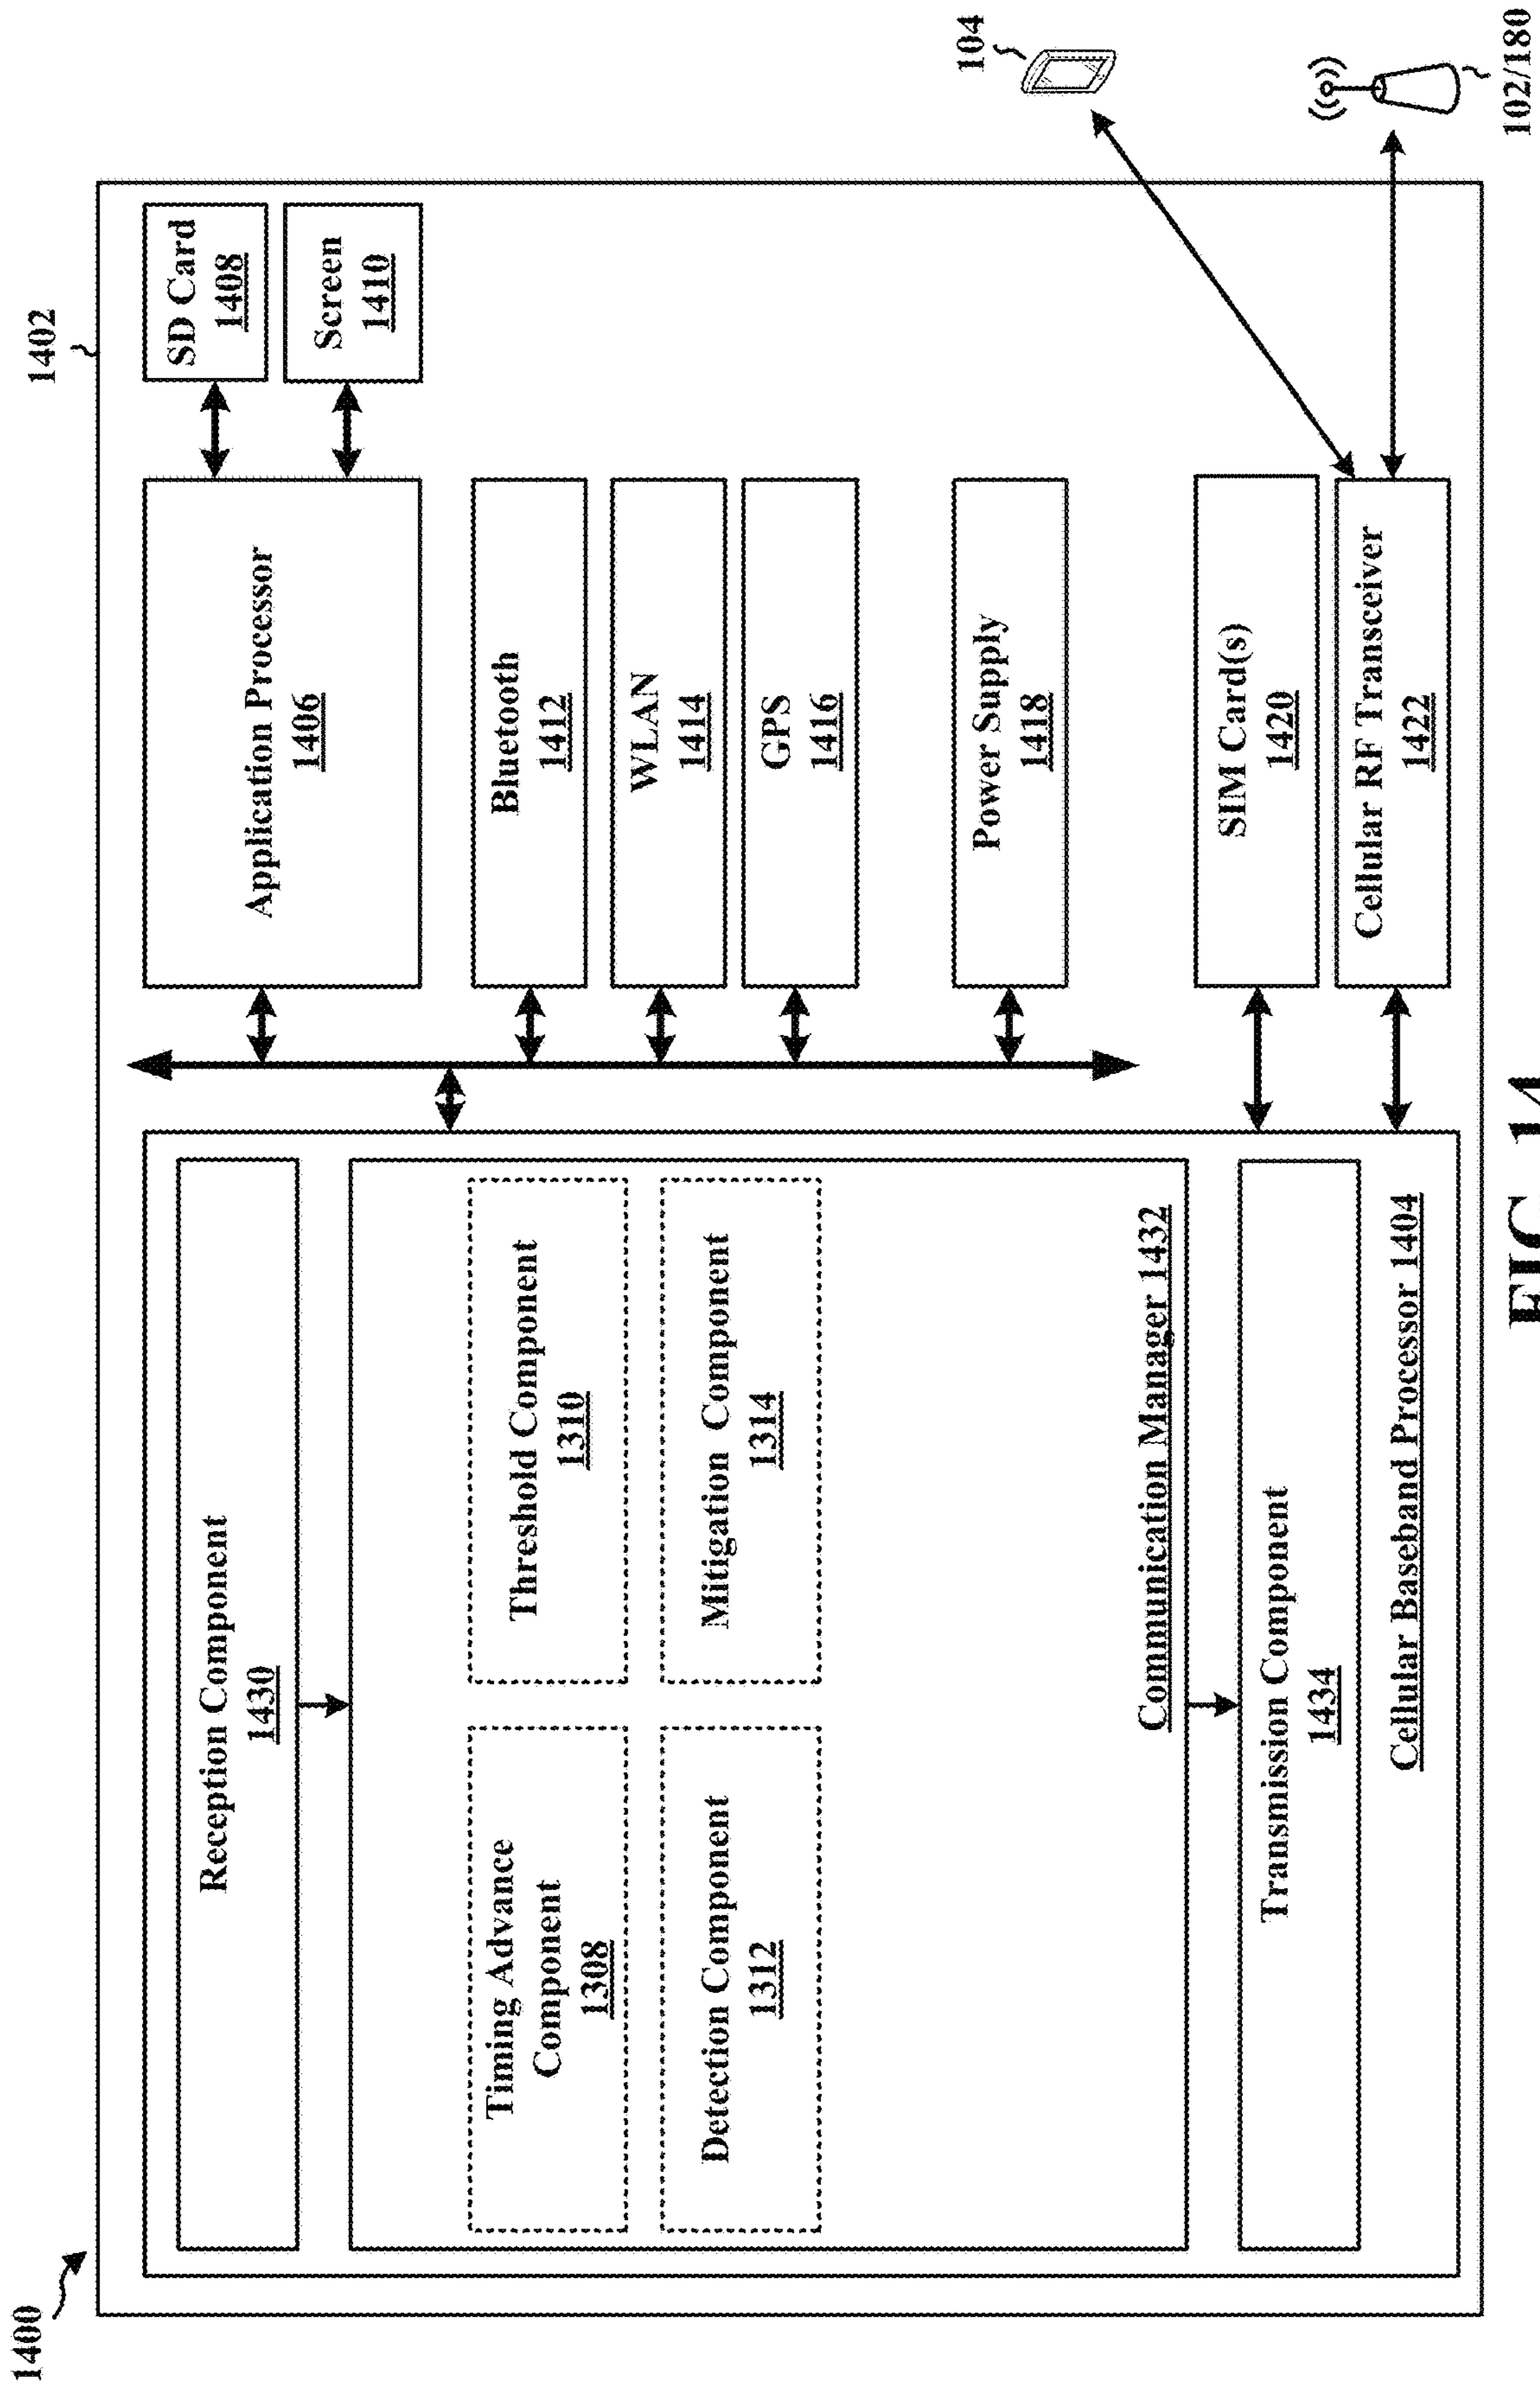 1400
1402
Reception Component
1430
Timing Advance
Component
1308
Threshold Component
1310
Detection Component
1312
Mitigation Component
1314
Communication Manager 1432
Transmission Component
1434
Cellular Baseband Processor 1404
Application Processor
1406
SD Card
1408
Screen
1410
Bluetooth
1412
WLAN
1414
GPS
1416
Power Supply
1418
SIM Card(s)
1420
Cellular RF Transceiver
1422
104
102/180
FIG. 14